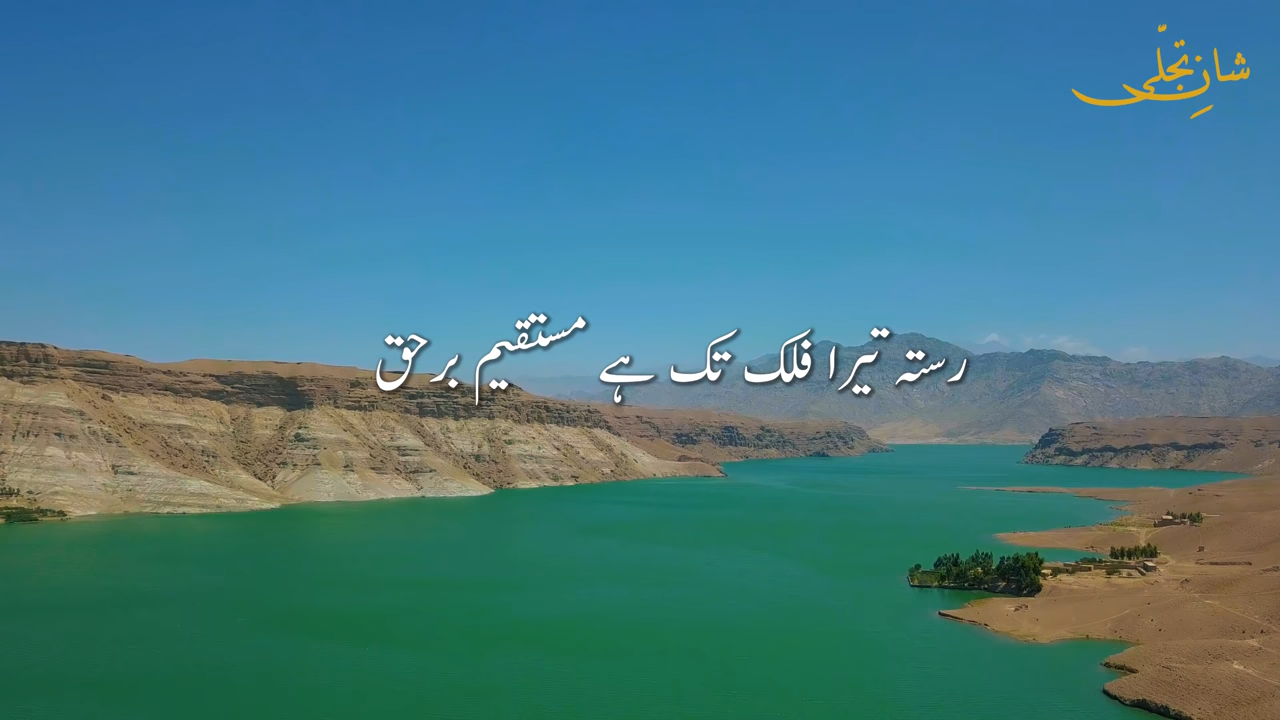 شانِ تجلّی
رستہ تیرا فلک تک ہے مستقیم برحق